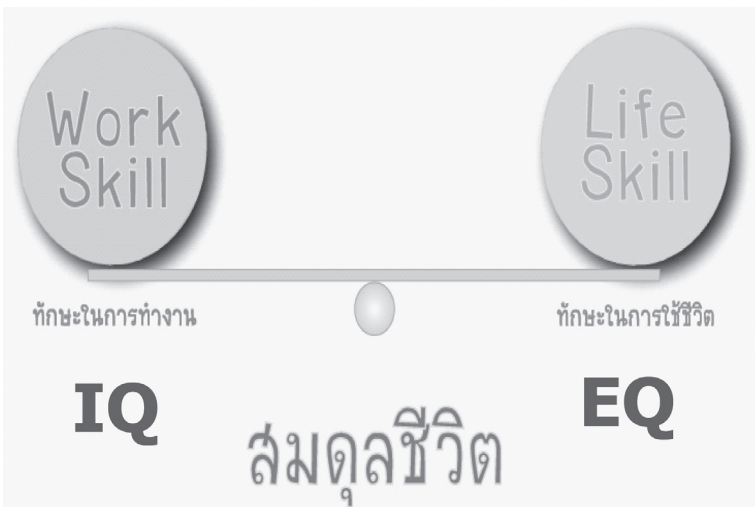 Work
Skill
Life
Skill
ทักษะในการทำงาน
ทักษะในการใช้ชีวิต
IQ
EQ
สมดุลชีวิต